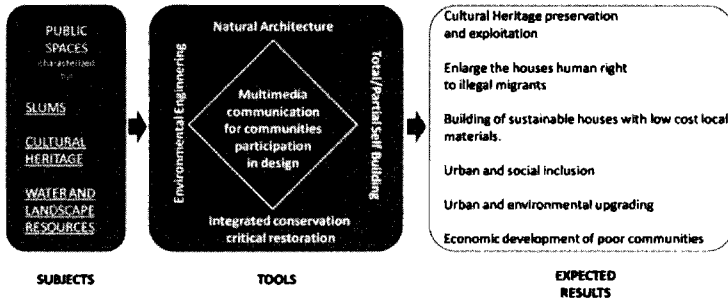 PUBLIC
SPACES
characterized
by:
SLUMS
CULTURAL
HERITAGE
WATER AND
LANDSCAPE
RESOURCES
SUBJECTS
Natural Architecture
Environmental Enginnering
Multimedia
communication
for communities
participation
in design
Total/Partial Self Building
Integrated conservation
critical restoration
TOOLS
Cultural Heritage preservation
and exploitation
Enlarge the houses human right
to illegal migrants
Building of sustainable houses with low cost local
materials.
Urban and social inclusion
Urban and environmental upgrading
Economic development of poor communities
EXPECTED
RESULTS